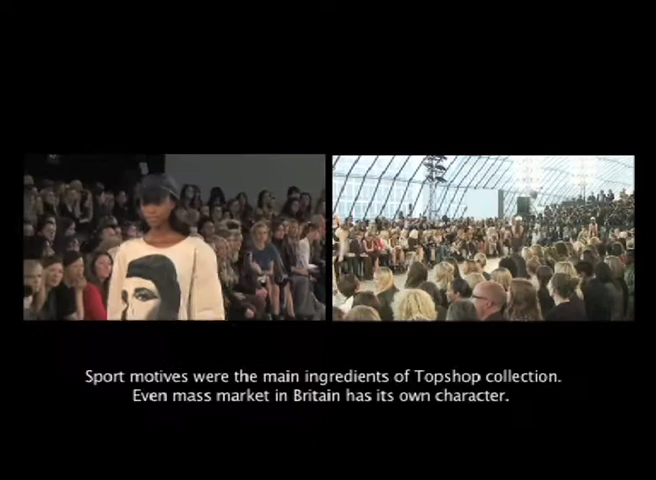 Sport motives were the main ingredients of Topshop collection.
Even mass market in Britain has its own character.